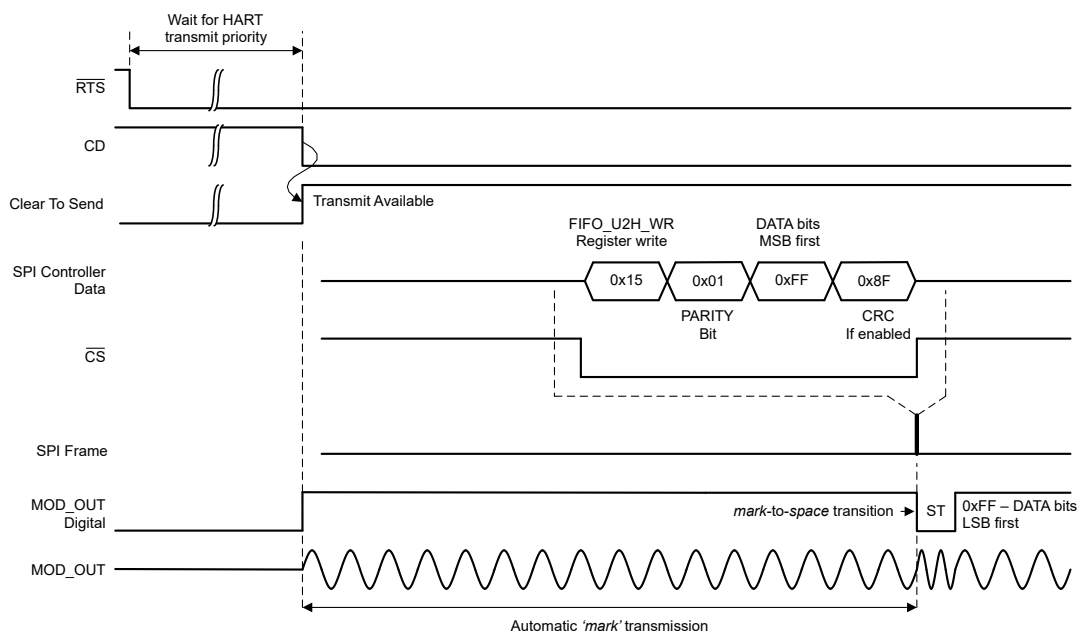 Wait for HART
transmit priority
RTS
CD
Clear To Send
Transmit Available
FIFO_U2H_WR
Register write
DATA bits
MSB first
SPI Controller
Data
0x15
0x01
0xFF
0x8F
PARITY
Bit
CRC
If enabled
CS
SPI Frame
MOD_OUT
Digital
mark-to-space transition
ST
0xFF – DATA bits
LSB first
MOD_OUT
Automatic ‘mark’ transmission